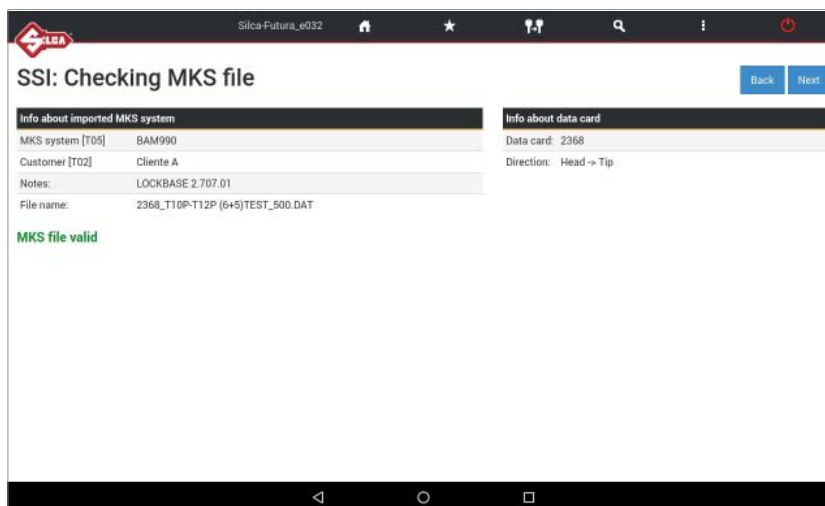 SILCA
Silca-Futura_e032
SSI: Checking MKS file
Back Next
Info about imported MKS system
MKS system [T05] BAM990
Customer [T02] Cliente A
Notes: LOCKBASE 2.707.01
File name: 2368_T10P-T12P (6+5)TEST_500.DAT
Info about data card
Data card: 2368
Direction: Head -> Tip
MKS file valid